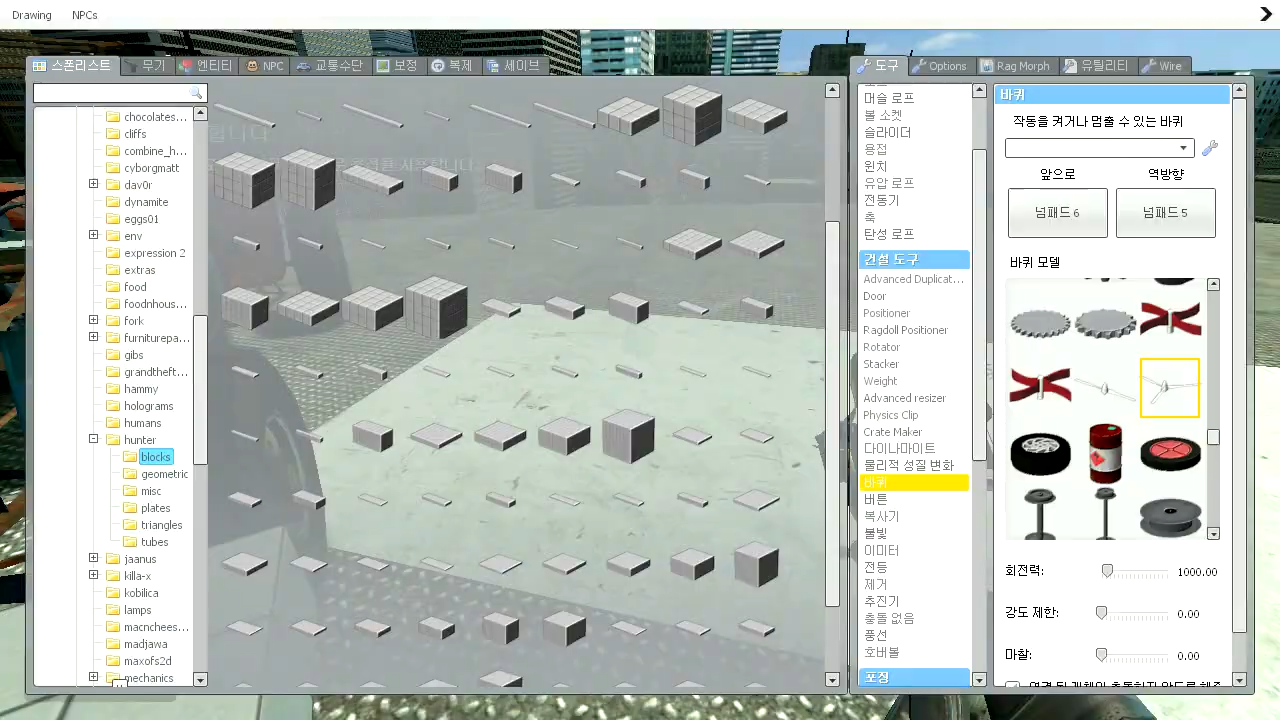 Drawing NPCs
스폰리스트 무기 엔티티 NPC 교통수단 보정 복제 세이브
도구 Options Rag Morph 유틸리티 Wire
chocolates...
cliffs
combine_h...
cyborgmatt
dav0r
dynamite
eggs01
env
expression 2
extras
food
foodnhous...
fork
furniturepa...
gibs
grandtheft...
hammy
holograms
humans
hunter
blocks
geometric
misc
plates
triangles
tubes
jaanus
killa-x
kobilica
lamps
macnchees...
madjawa
maxofs2d
mechanics
머슬 로프
볼 소켓
슬라이더
용접
윈치
유압 로프
전동기
축
탄성 로프
건설 도구
Advanced Duplicat...
Door
Positioner
Ragdoll Positioner
Rotator
Stacker
Weight
Advanced resizer
Physics Clip
Crate Maker
다이나마이트
물리적 성질 변화
바퀴
버튼
복사기
불빛
이미터
전등
제거
추진기
충돌 없음
풍선
호버볼
포징
바퀴
작동을 켜거나 멈출 수 있는 바퀴
앞으로 역방향
넘패드 6 넘패드 5
바퀴 모델
회전력: 1000.00
강도 제한: 0.00
마찰: 0.00